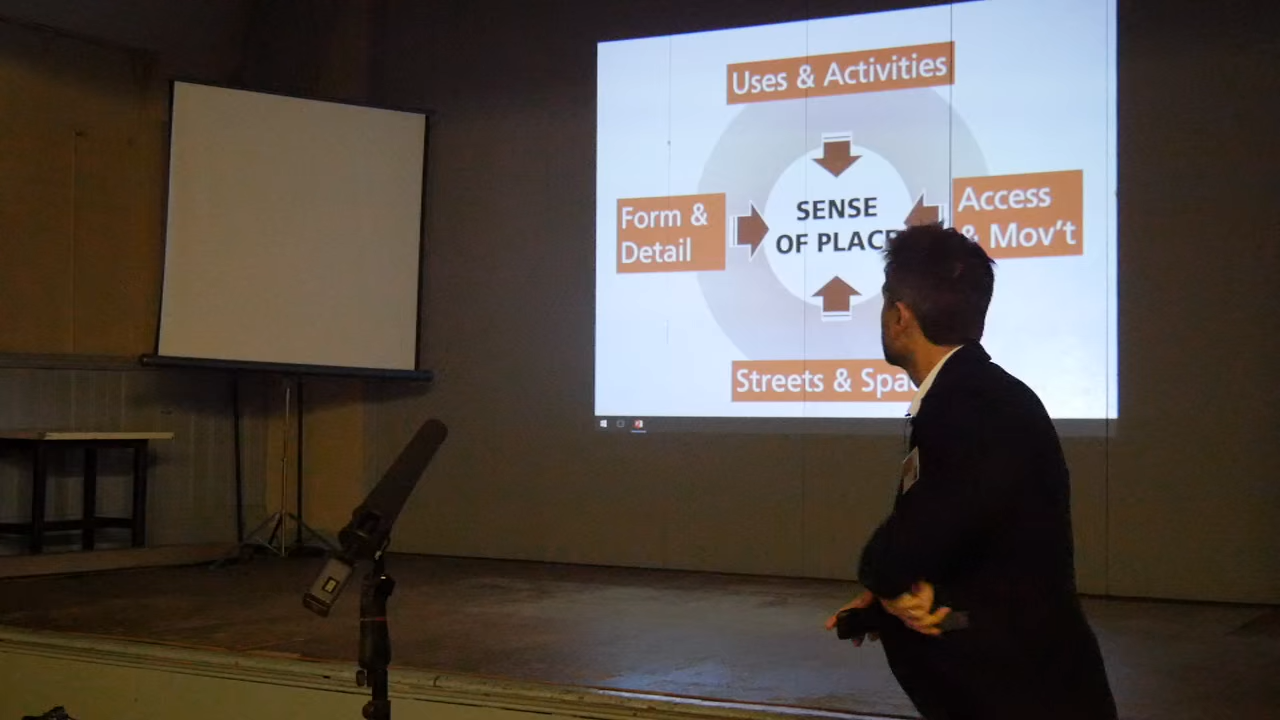 Uses & Activities
Form &
Detail
SENSE
OF PLAC
Access
& Mov't
Streets & Spa